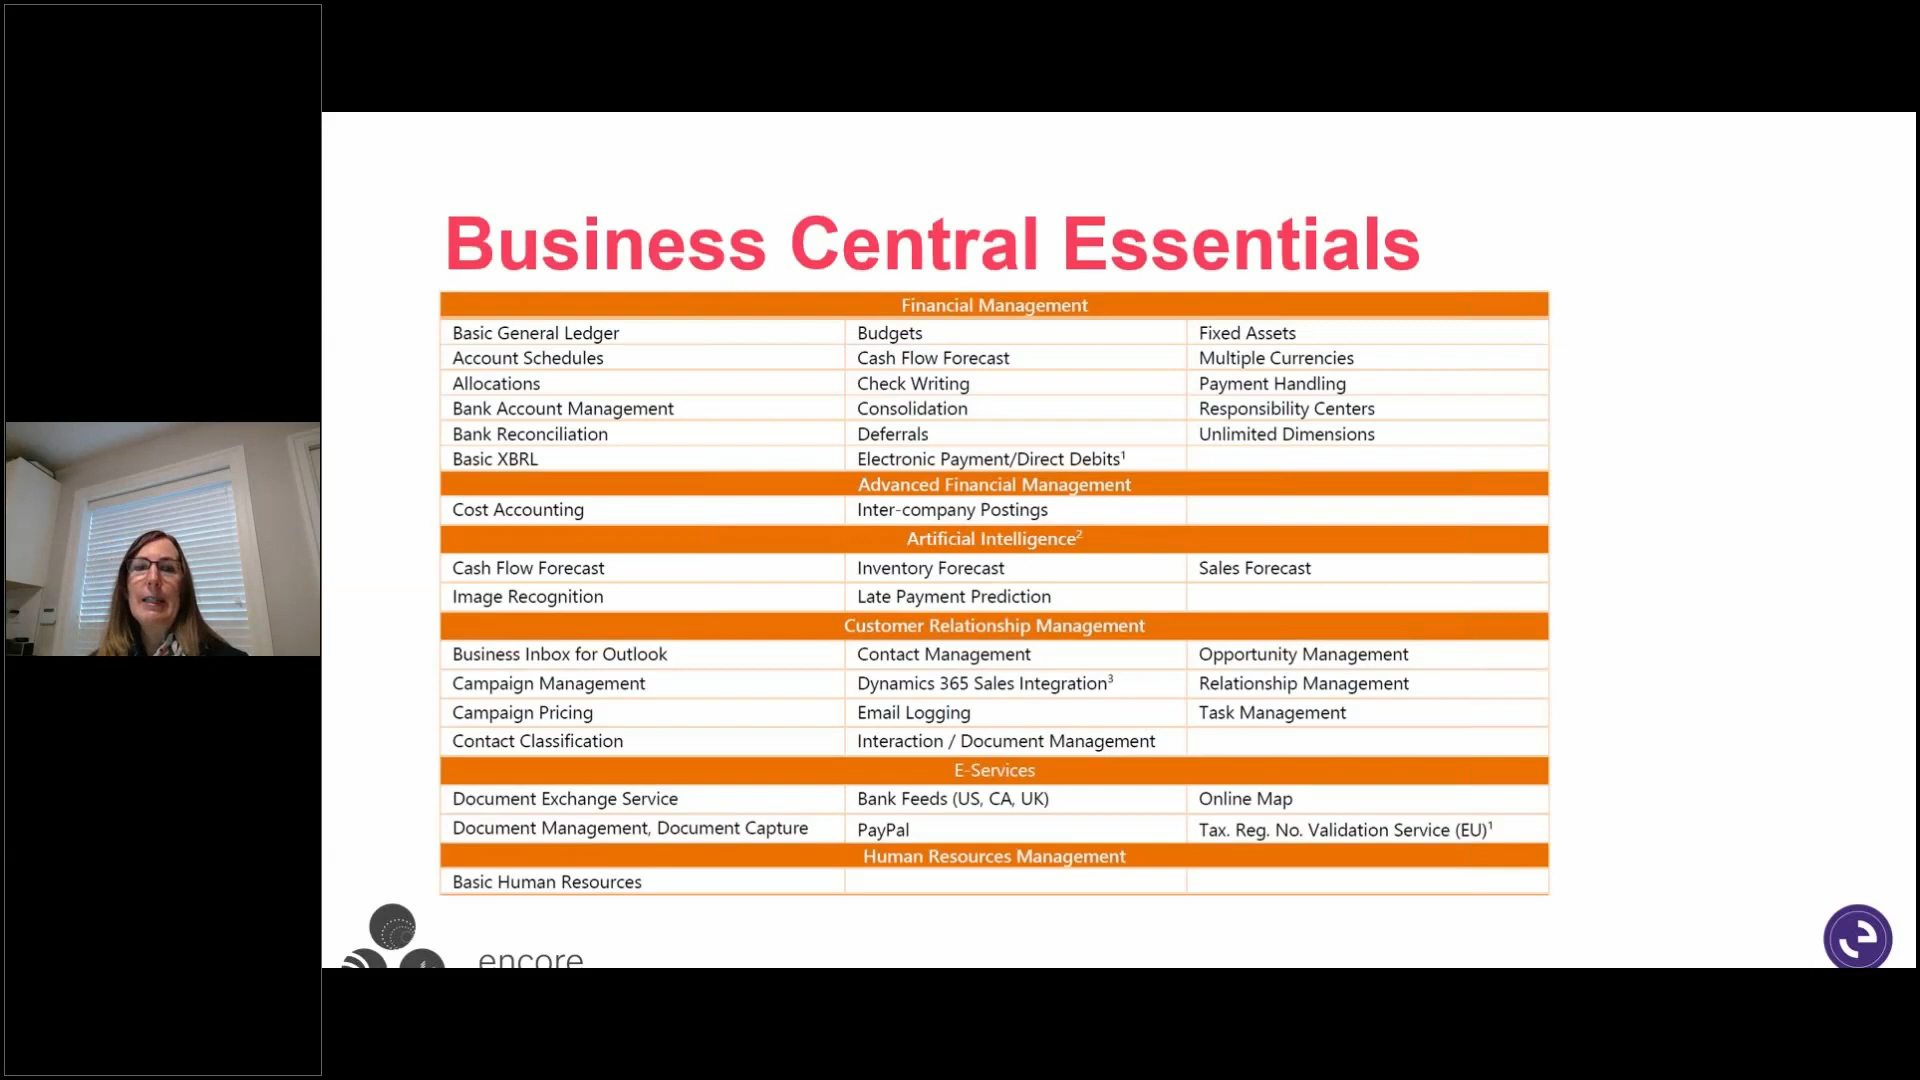 Business Central Essentials
Financial Management
Basic General Ledger Budgets Fixed Assets
Account Schedules Cash Flow Forecast Multiple Currencies
Allocations Check Writing Payment Handling
Bank Account Management Consolidation Responsibility Centers
Bank Reconciliation Deferrals Unlimited Dimensions
Basic XBRL Electronic Payment/Direct Debits¹
Advanced Financial Management
Cost Accounting Inter-company Postings
Artificial Intelligence²
Cash Flow Forecast Inventory Forecast Sales Forecast
Image Recognition Late Payment Prediction
Customer Relationship Management
Business Inbox for Outlook Contact Management Opportunity Management
Campaign Management Dynamics 365 Sales Integration³ Relationship Management
Campaign Pricing Email Logging Task Management
Contact Classification Interaction / Document Management
E-Services
Document Exchange Service Bank Feeds (US, CA, UK) Online Map
Document Management, Document Capture PayPal Tax. Reg. No. Validation Service (EU)¹
Human Resources Management
Basic Human Resources
encore